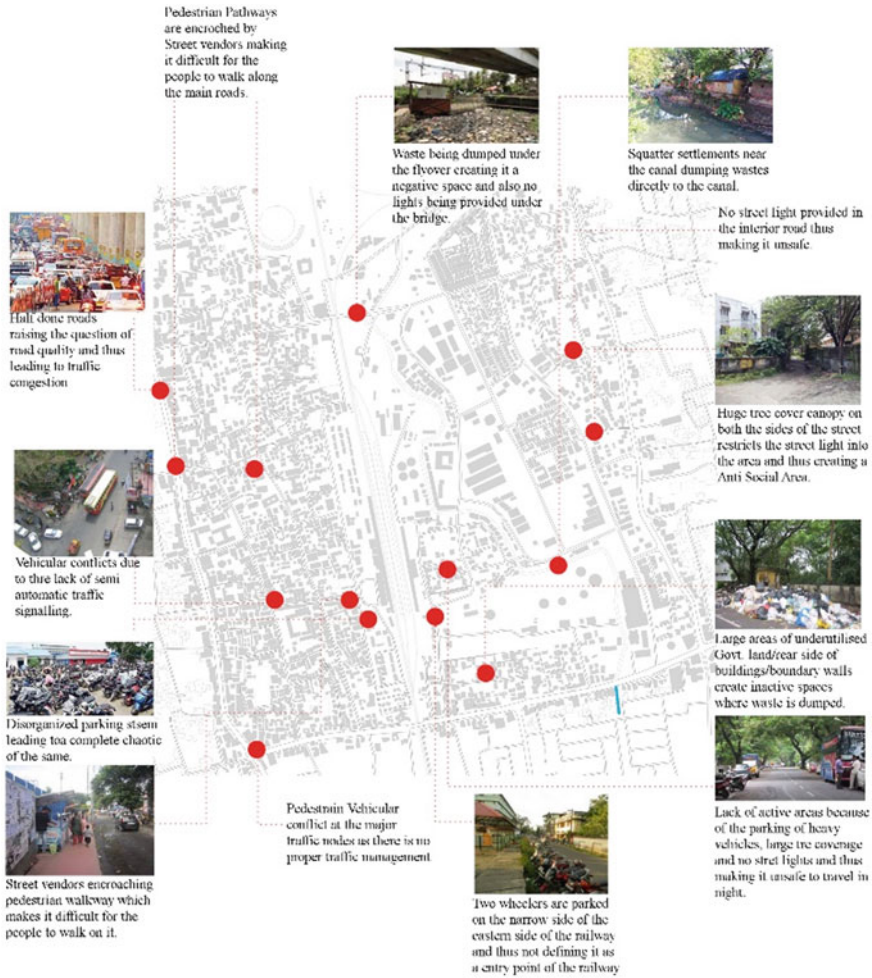 Pedestrian Pathways
are encroched by
Street vendors making
it difficult for the
people to walk along
the main roads.
Waste being dumped under
the flyover creating it a
negative space and also no
lights being provided under
the bridge.
Squatter settlements near
the canal dumping wastes
directly to the canal.
No street light provided in
the interior road thus
making it unsafe.
Half done roads
raising the question of
road quality and thus
leading to traffic
congestion
Huge tree cover canopy on
both the sides of the street
restricts the street light into
the area and thus creating a
Anti Social Area.
Vehicular conflicts due
to thre lack of semi
automatic traffic
signalling.
Large areas of underutilised
Govt. land/rear side of
buildings/boundary walls
create inactive spaces
where waste is dumped.
Disorganized parking stsem
leading toa complete chaotic
of the same.
Pedestrain Vehicular
conflict at the major
traffic nodes as there is no
proper traffic management
Lack of active areas because
of the parking of heavy
vehicles, large tre coverage
and no stret lights and thus
making it unsafe to travel in
night.
Street vendors encroaching
pedestrian walkway which
makes it difficult for the
people to walk on it.
Two wheelers are parked
on the narrow side of the
eastern side of the railway
and thus not defining it as
a entry point of the railway